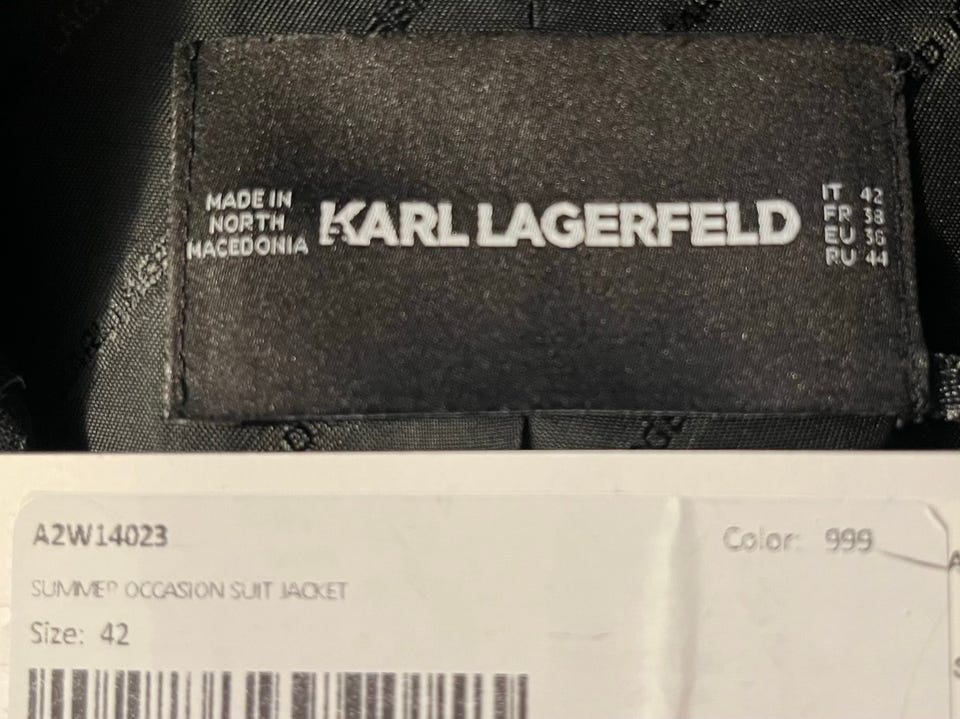 MADE IN
NORTH
MACEDONIA
KARL LAGERFELD
IT 42
FR 38
EU 36
RU 44
A2W14023
Color: 999
SUMMER OCCASION SUIT JACKET
Size: 42